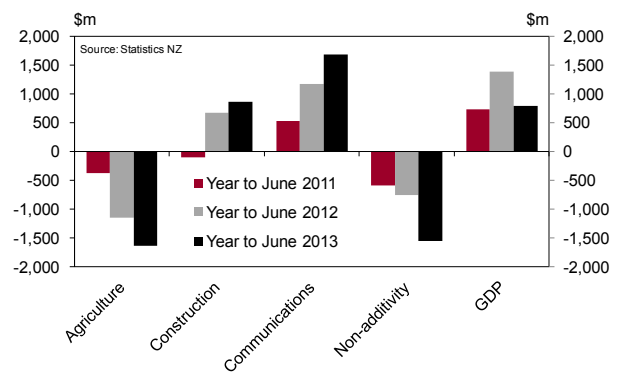 $m $m
2,000 2,000
Source: Statistics NZ
1,500 1,500
1,000 1,000
500 500
0 0
-500 -500
Year to June 2011
-1,000 -1,000
Year to June 2012
-1,500 -1,500
Year to June 2013
-2,000 -2,000
Agriculture
Construction
Communications
Non-additivity
GDP